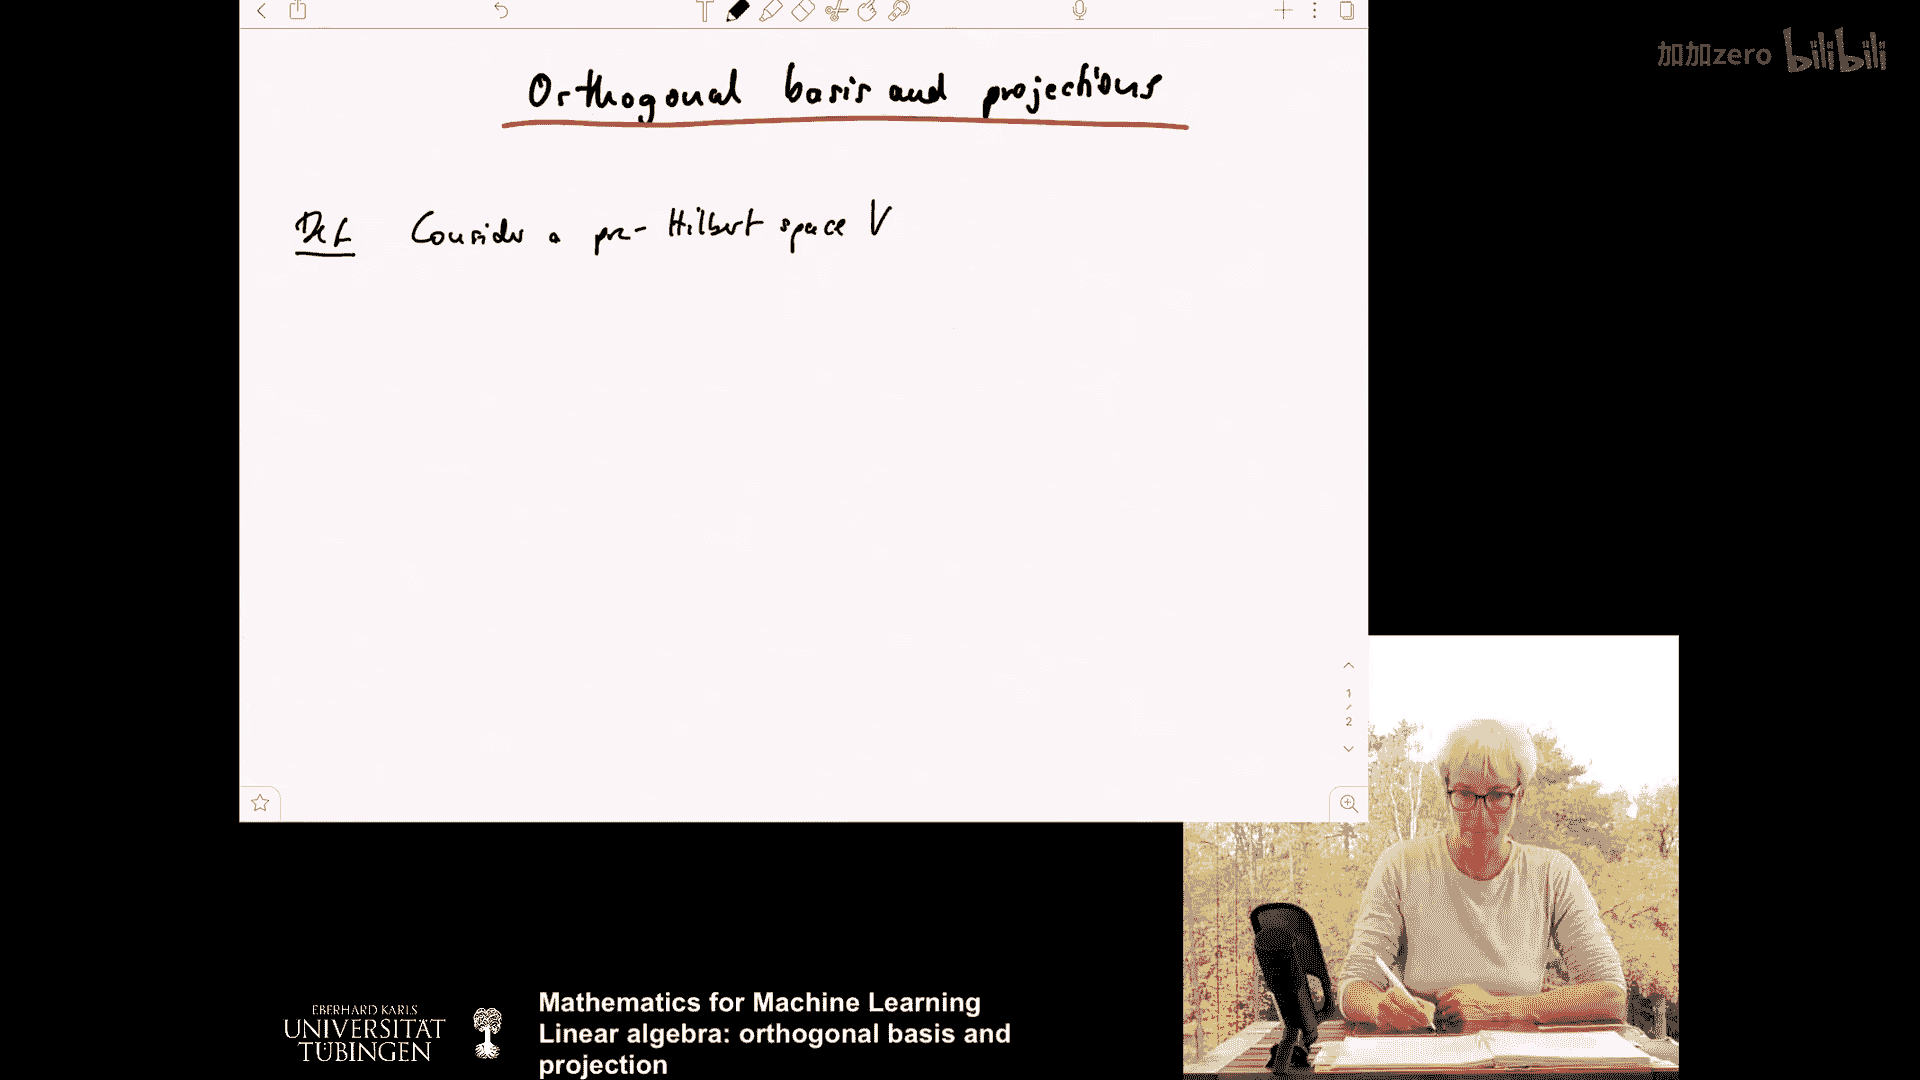 加加zero bilibili
Orthogonal basis and projections
Def Consider a pre-Hilbert space V
1
/
2
EBERHARD KARLS
UNIVERSITÄT
TÜBINGEN
Mathematics for Machine Learning
Linear algebra: orthogonal basis and
projection